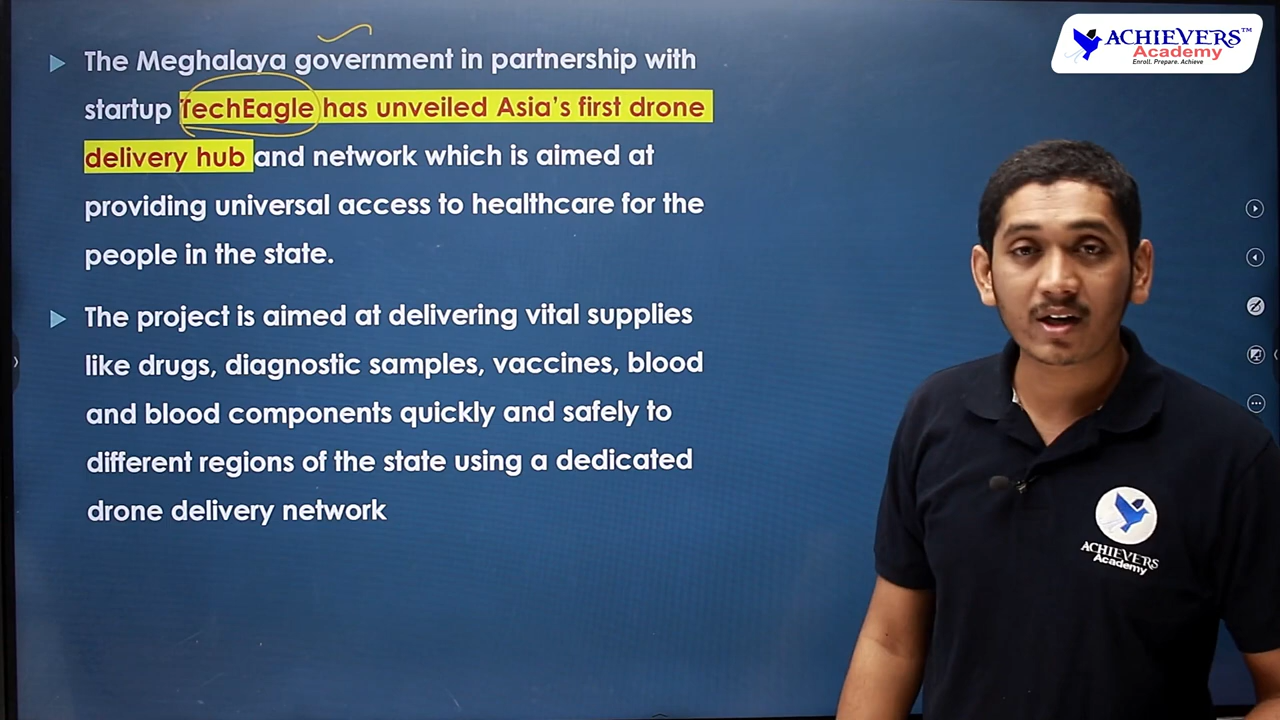 The Meghalaya government in partnership with
startup TechEagle has unveiled Asia's first drone
delivery hub and network which is aimed at
providing universal access to healthcare for the
people in the state.
The project is aimed at delivering vital supplies
like drugs, diagnostic samples, vaccines, blood
and blood components quickly and safely to
different regions of the state using a dedicated
drone delivery network
ACHIEVERS™
Academy
Enroll. Prepare. Achieve
ACHIEVERS
Academy